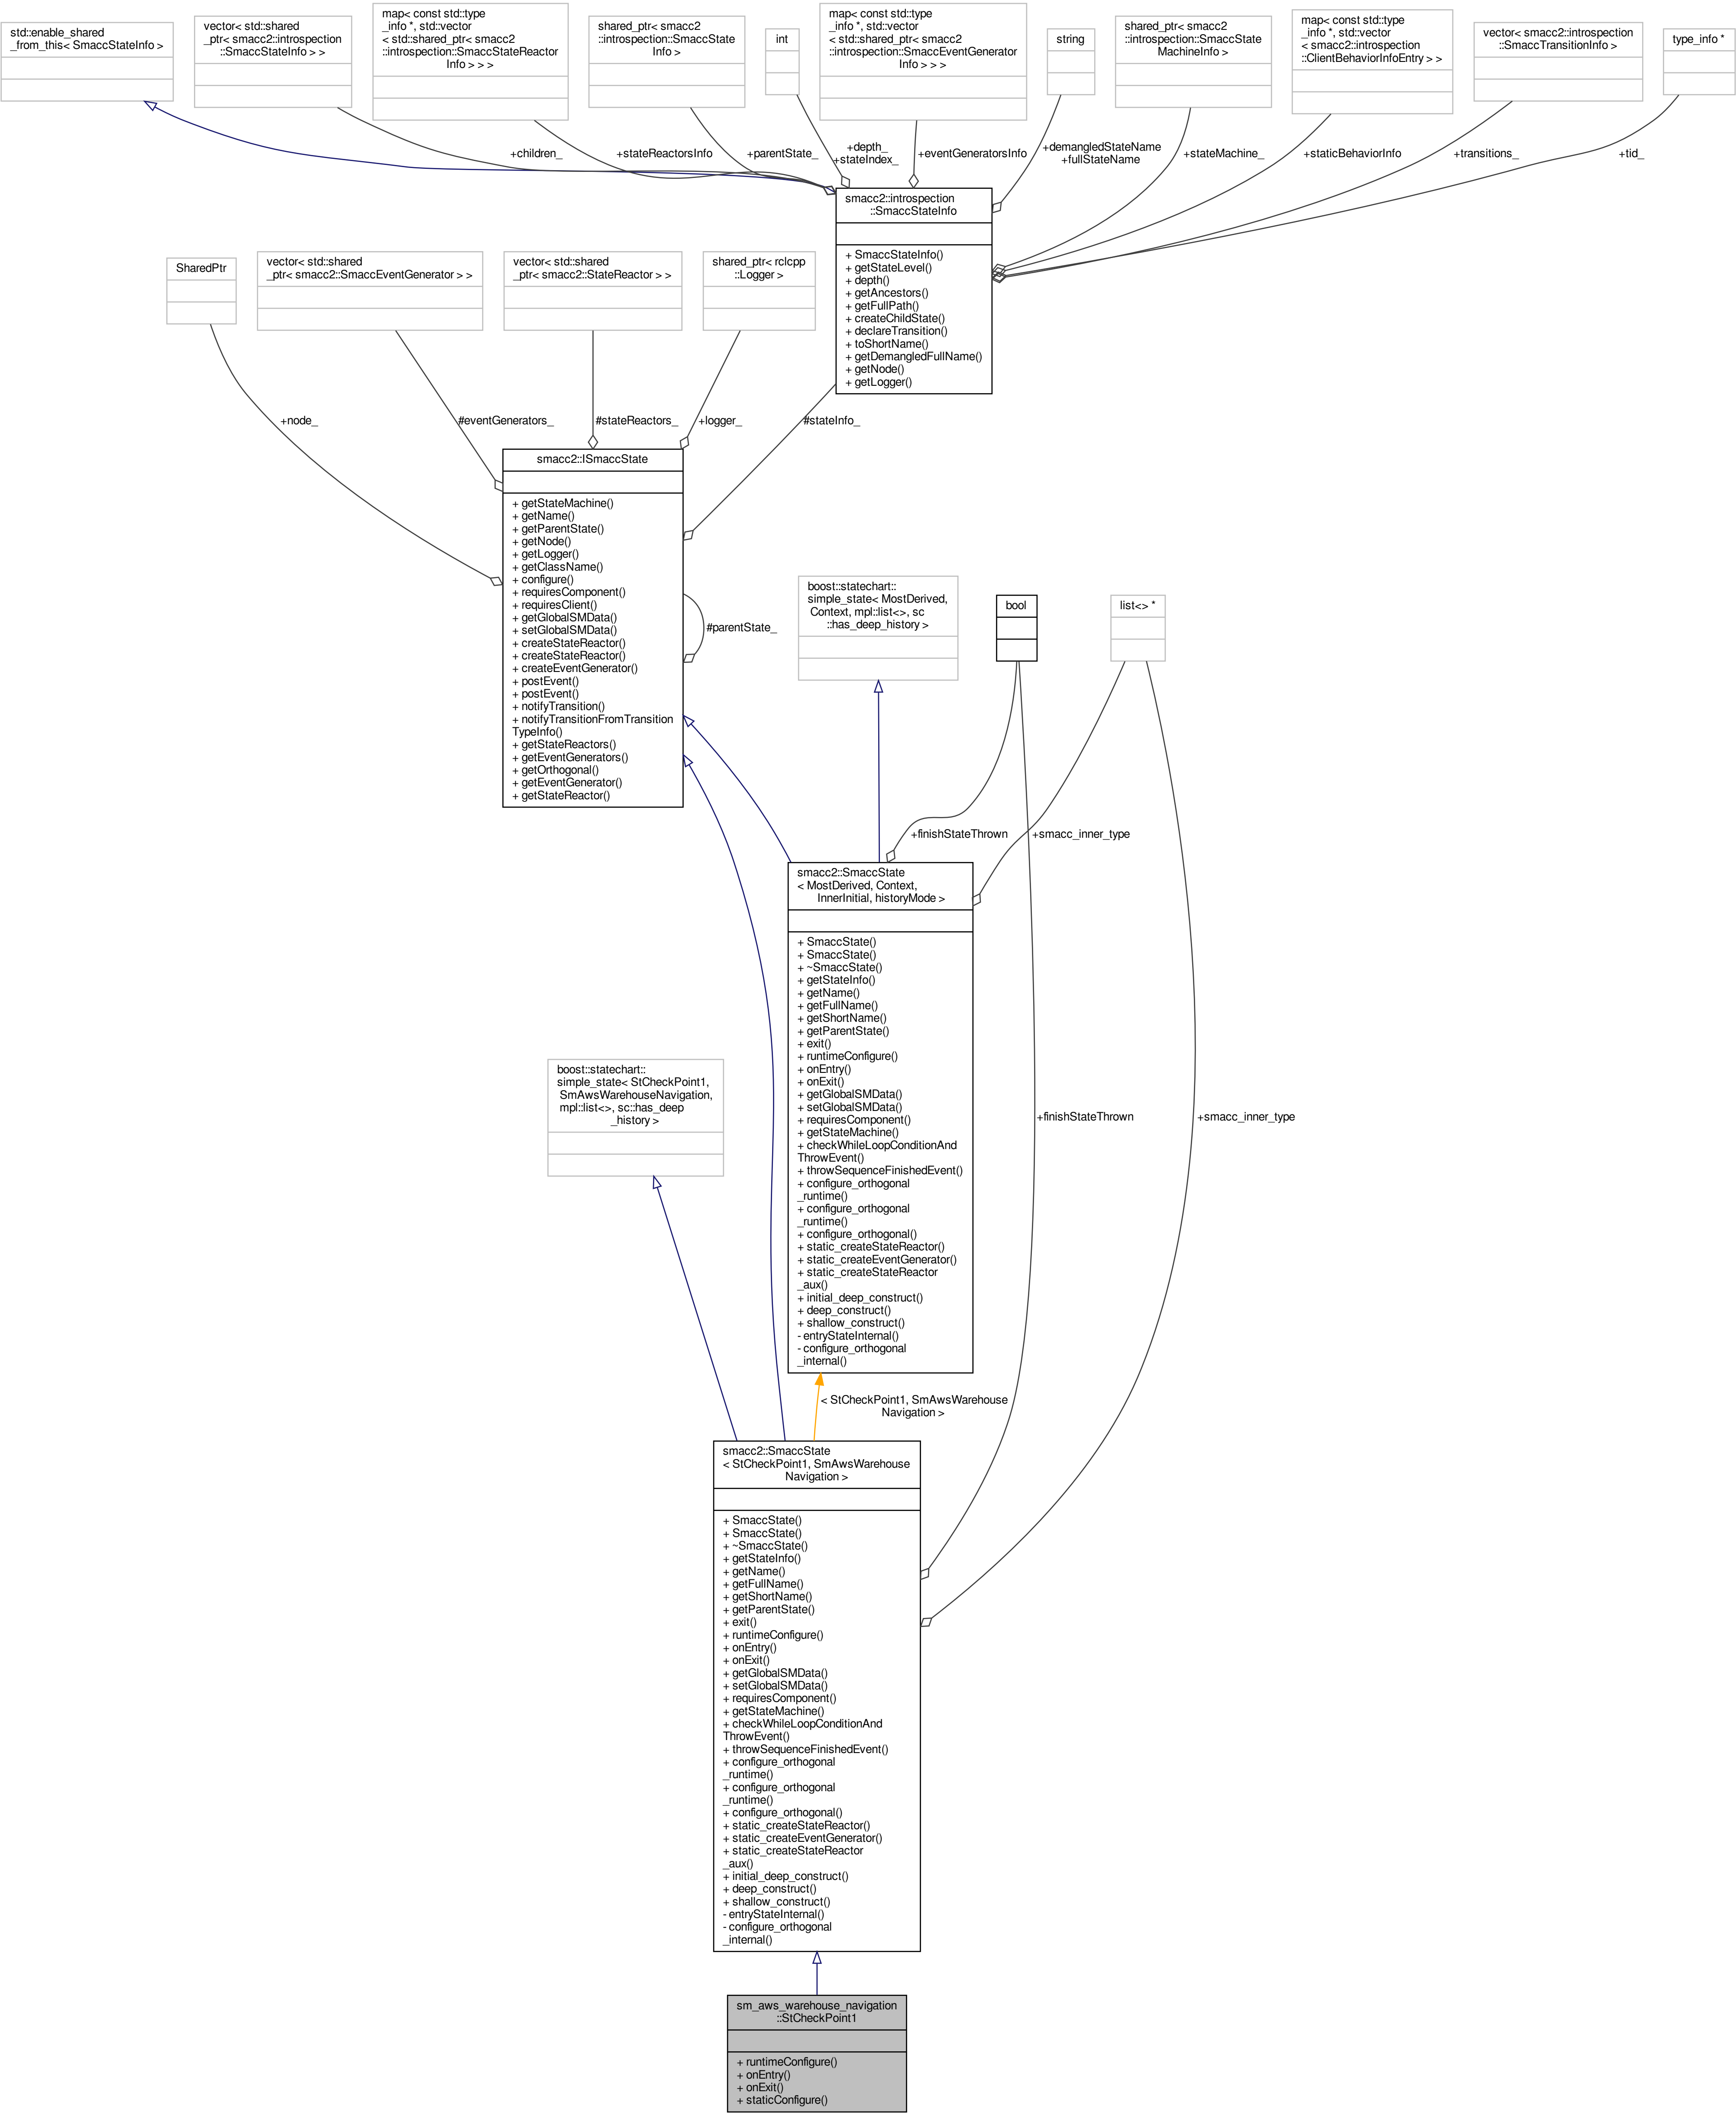 std::enable_shared
_from_this< SmaccStateInfo >
vector< std::shared
_ptr< smacc2::introspection
::SmaccStateInfo > >
map< const std::type
_info *, std::vector
< std::shared_ptr< smacc2
::introspection::SmaccStateReactor
Info > > >
shared_ptr< smacc2
::introspection::SmaccState
Info >
int
map< const std::type
_info *, std::vector
< std::shared_ptr< smacc2
::introspection::SmaccEventGenerator
Info > > >
string
shared_ptr< smacc2
::introspection::SmaccState
MachineInfo >
map< const std::type
_info *, std::vector
< smacc2::introspection
::ClientBehaviorInfoEntry > >
vector< smacc2::introspection
::SmaccTransitionInfo >
type_info *
+children_
+stateReactorsInfo
+parentState_
+depth_
+stateIndex_
+eventGeneratorsInfo
+demangledStateName
+fullStateName
+stateMachine_
+staticBehaviorInfo
+transitions_
+tid_
smacc2::introspection
::SmaccStateInfo
+ SmaccStateInfo()
+ getStateLevel()
+ depth()
+ getAncestors()
+ getFullPath()
+ createChildState()
+ declareTransition()
+ toShortName()
+ getDemangledFullName()
+ getNode()
+ getLogger()
SharedPtr
vector< std::shared
_ptr< smacc2::SmaccEventGenerator > >
vector< std::shared
_ptr< smacc2::StateReactor > >
shared_ptr< rclcpp
::Logger >
+node_
#eventGenerators_
#stateReactors_
+logger_
#stateInfo_
smacc2::ISmaccState
+ getStateMachine()
+ getName()
+ getParentState()
+ getNode()
+ getLogger()
+ getClassName()
+ configure()
+ requiresComponent()
+ requiresClient()
+ getGlobalSMData()
+ setGlobalSMData()
+ createStateReactor()
+ createStateReactor()
+ createEventGenerator()
+ postEvent()
+ postEvent()
+ notifyTransition()
+ notifyTransitionFromTransition
TypeInfo()
+ getStateReactors()
+ getEventGenerators()
+ getOrthogonal()
+ getEventGenerator()
+ getStateReactor()
#parentState_
boost::statechart::
simple_state< MostDerived,
Context, mpl::list<>, sc
::has_deep_history >
bool
list<> *
+finishStateThrown
+smacc_inner_type
smacc2::SmaccState
< MostDerived, Context,
InnerInitial, historyMode >
+ SmaccState()
+ SmaccState()
+ ~SmaccState()
+ getStateInfo()
+ getName()
+ getFullName()
+ getShortName()
+ getParentState()
+ exit()
+ runtimeConfigure()
+ onEntry()
+ onExit()
+ getGlobalSMData()
+ setGlobalSMData()
+ requiresComponent()
+ getStateMachine()
+ checkWhileLoopConditionAnd
ThrowEvent()
+ throwSequenceFinishedEvent()
+ configure_orthogonal
_runtime()
+ configure_orthogonal
_runtime()
+ configure_orthogonal()
+ static_createStateReactor()
+ static_createEventGenerator()
+ static_createStateReactor
_aux()
+ initial_deep_construct()
+ deep_construct()
+ shallow_construct()
- entryStateInternal()
- configure_orthogonal
_internal()
boost::statechart::
simple_state< StCheckPoint1,
SmAwsWarehouseNavigation,
mpl::list<>, sc::has_deep
_history >
+finishStateThrown
+smacc_inner_type
< StCheckPoint1, SmAwsWarehouse
Navigation >
smacc2::SmaccState
< StCheckPoint1, SmAwsWarehouse
Navigation >
+ SmaccState()
+ SmaccState()
+ ~SmaccState()
+ getStateInfo()
+ getName()
+ getFullName()
+ getShortName()
+ getParentState()
+ exit()
+ runtimeConfigure()
+ onEntry()
+ onExit()
+ getGlobalSMData()
+ setGlobalSMData()
+ requiresComponent()
+ getStateMachine()
+ checkWhileLoopConditionAnd
ThrowEvent()
+ throwSequenceFinishedEvent()
+ configure_orthogonal
_runtime()
+ configure_orthogonal
_runtime()
+ configure_orthogonal()
+ static_createStateReactor()
+ static_createEventGenerator()
+ static_createStateReactor
_aux()
+ initial_deep_construct()
+ deep_construct()
+ shallow_construct()
- entryStateInternal()
- configure_orthogonal
_internal()
sm_aws_warehouse_navigation
::StCheckPoint1
+ runtimeConfigure()
+ onEntry()
+ onExit()
+ staticConfigure()